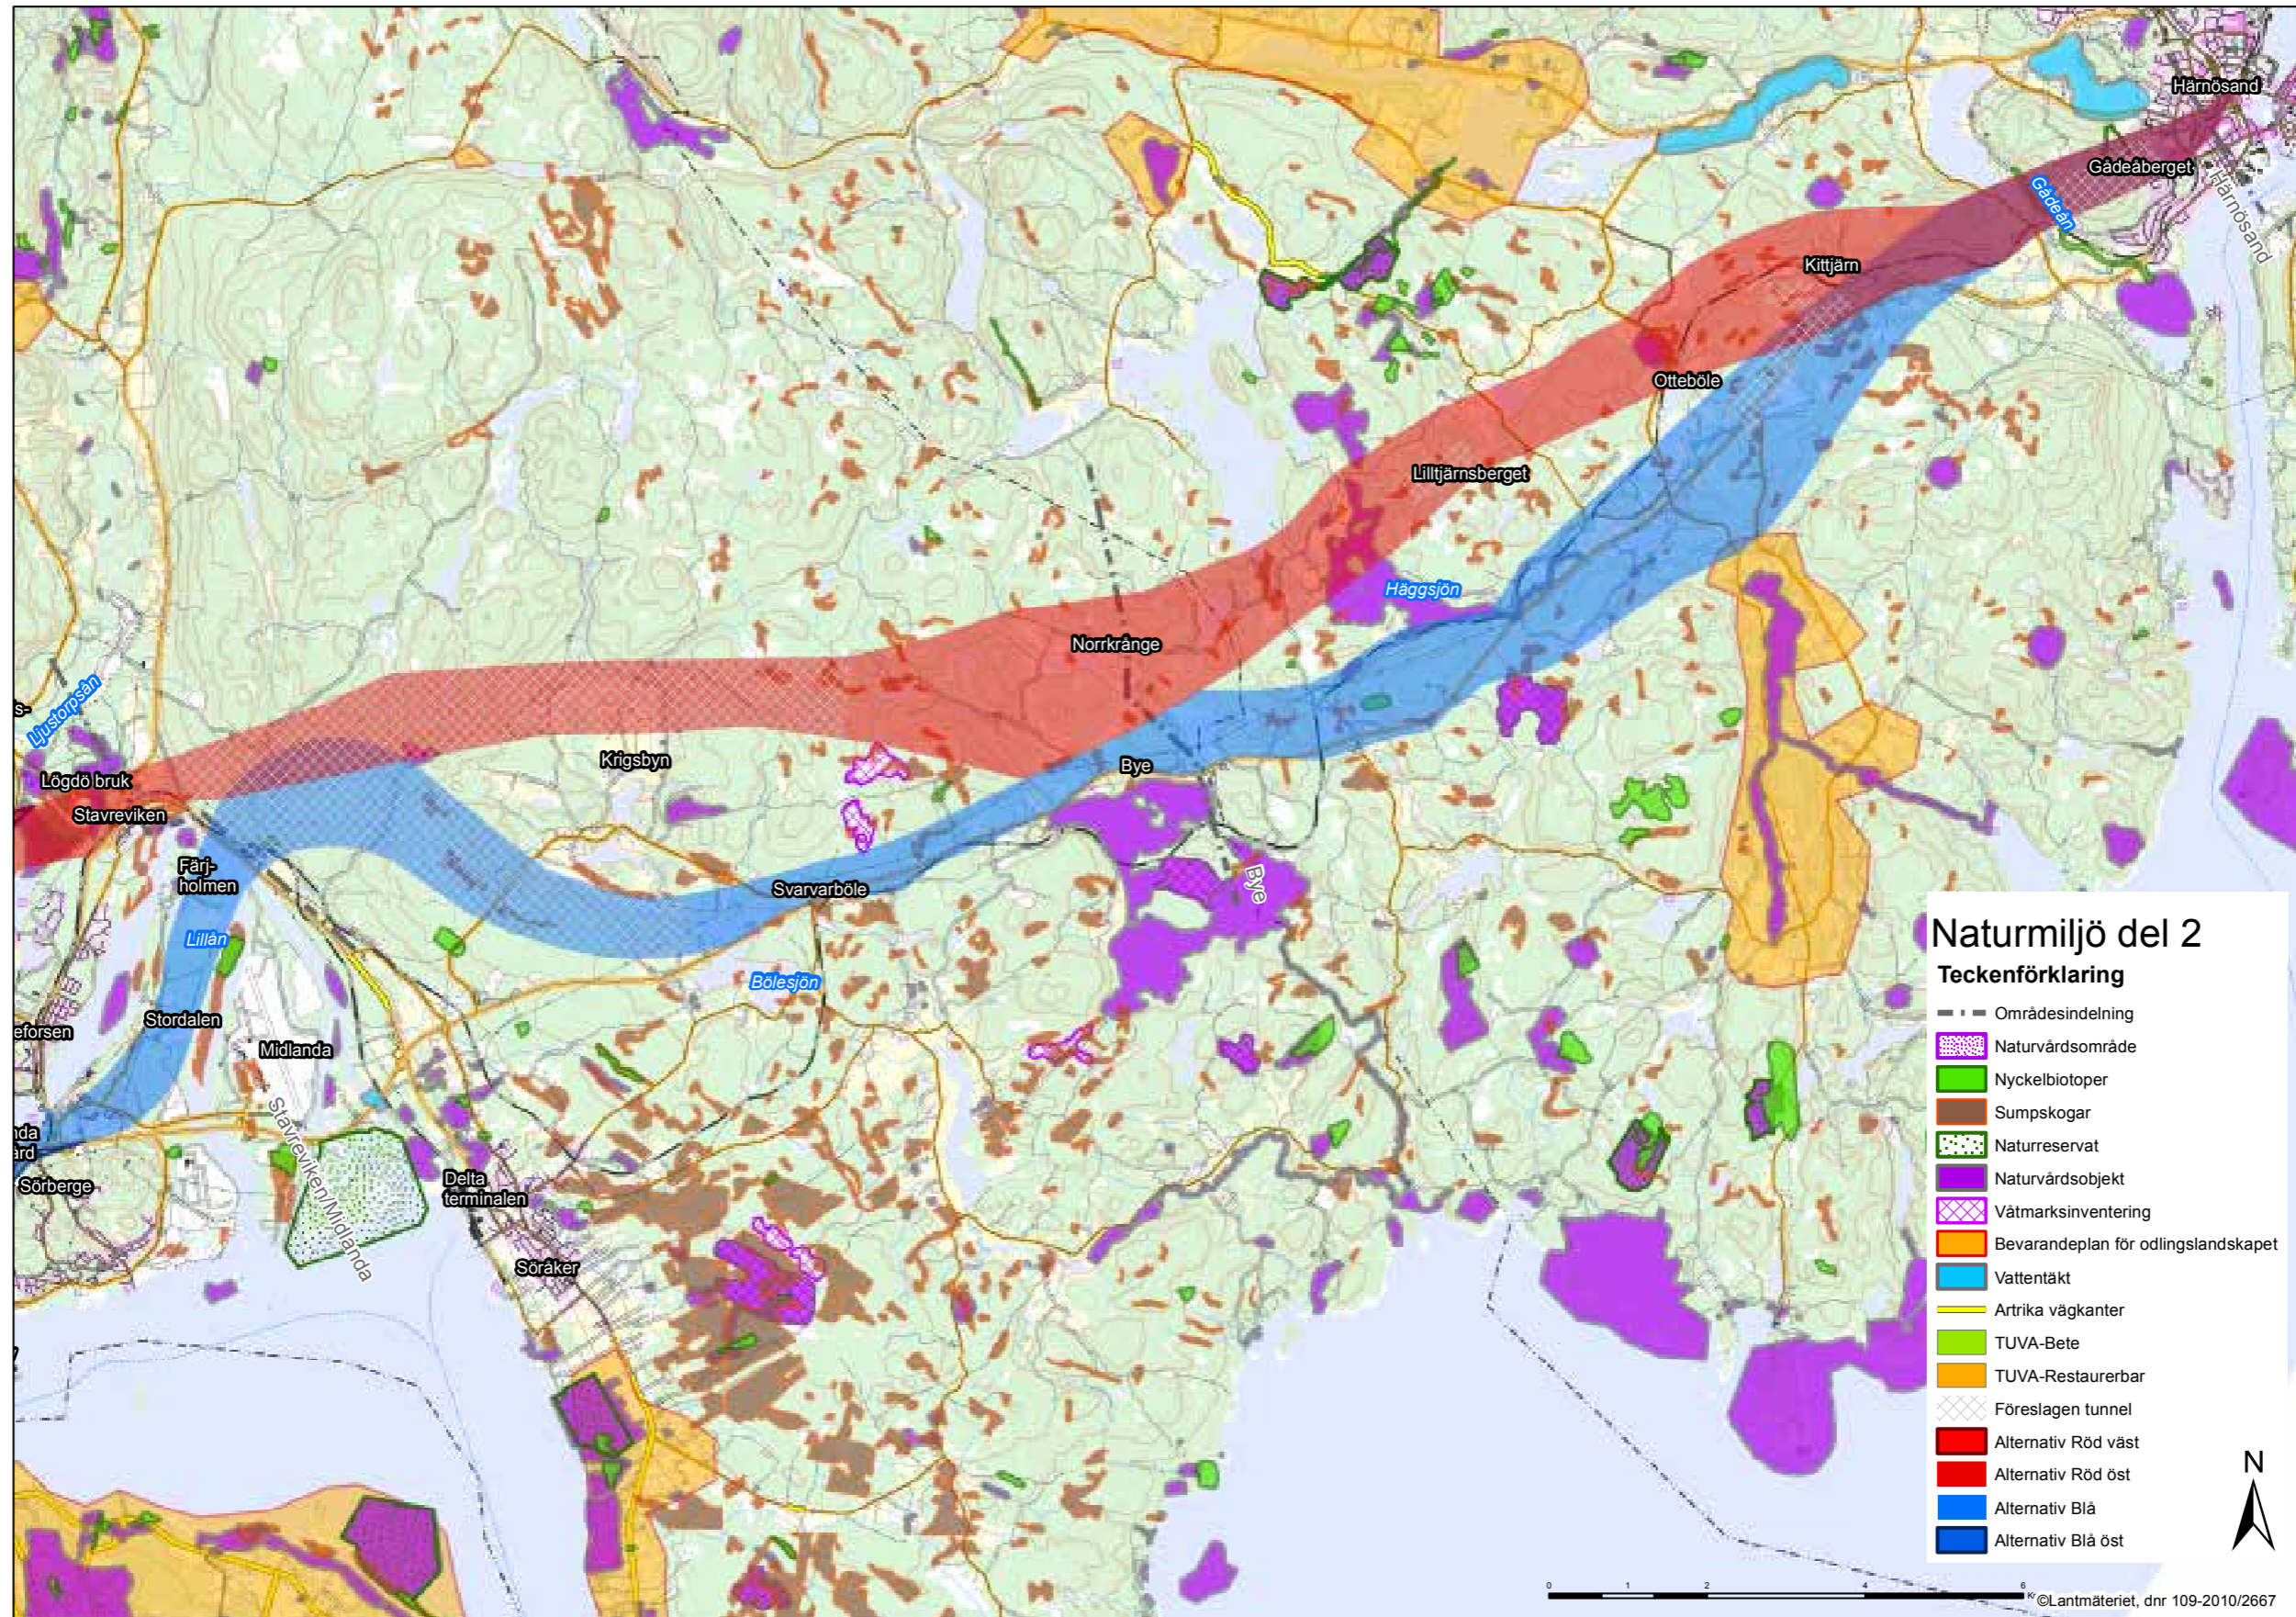 Härnösand
Gådeåberget
Gådeån
Härnösand
Kittjärn
Otteböle
Lilltjärnsberget
Häggsjön
Norrkrånge
s-
Ljustorpsån
Krigsbyn
Bye
Lögdö bruk
Stavreviken
Färj-
holmen
Svarvarböle
Bye
Lillån
Bölesjön
Stordalen
eforsen
Midlanda
Stavreviken/Midlanda
Sörberge
Delta
terminalen
Söråker
Naturmiljö del 2
Teckenförklaring
Områdesindelning
Naturvårdsområde
Nyckelbiotoper
Sumpskogar
Naturreservat
Naturvårdsobjekt
Våtmarksinventering
Bevarandeplan för odlingslandskapet
Vattentäkt
Artrika vägkanter
TUVA-Bete
TUVA-Restaurerbar
Föreslagen tunnel
Alternativ Röd väst
Alternativ Röd öst
Alternativ Blå
Alternativ Blå öst
N
0 1 2 4 6
©Lantmäteriet, dnr 109-2010/2667